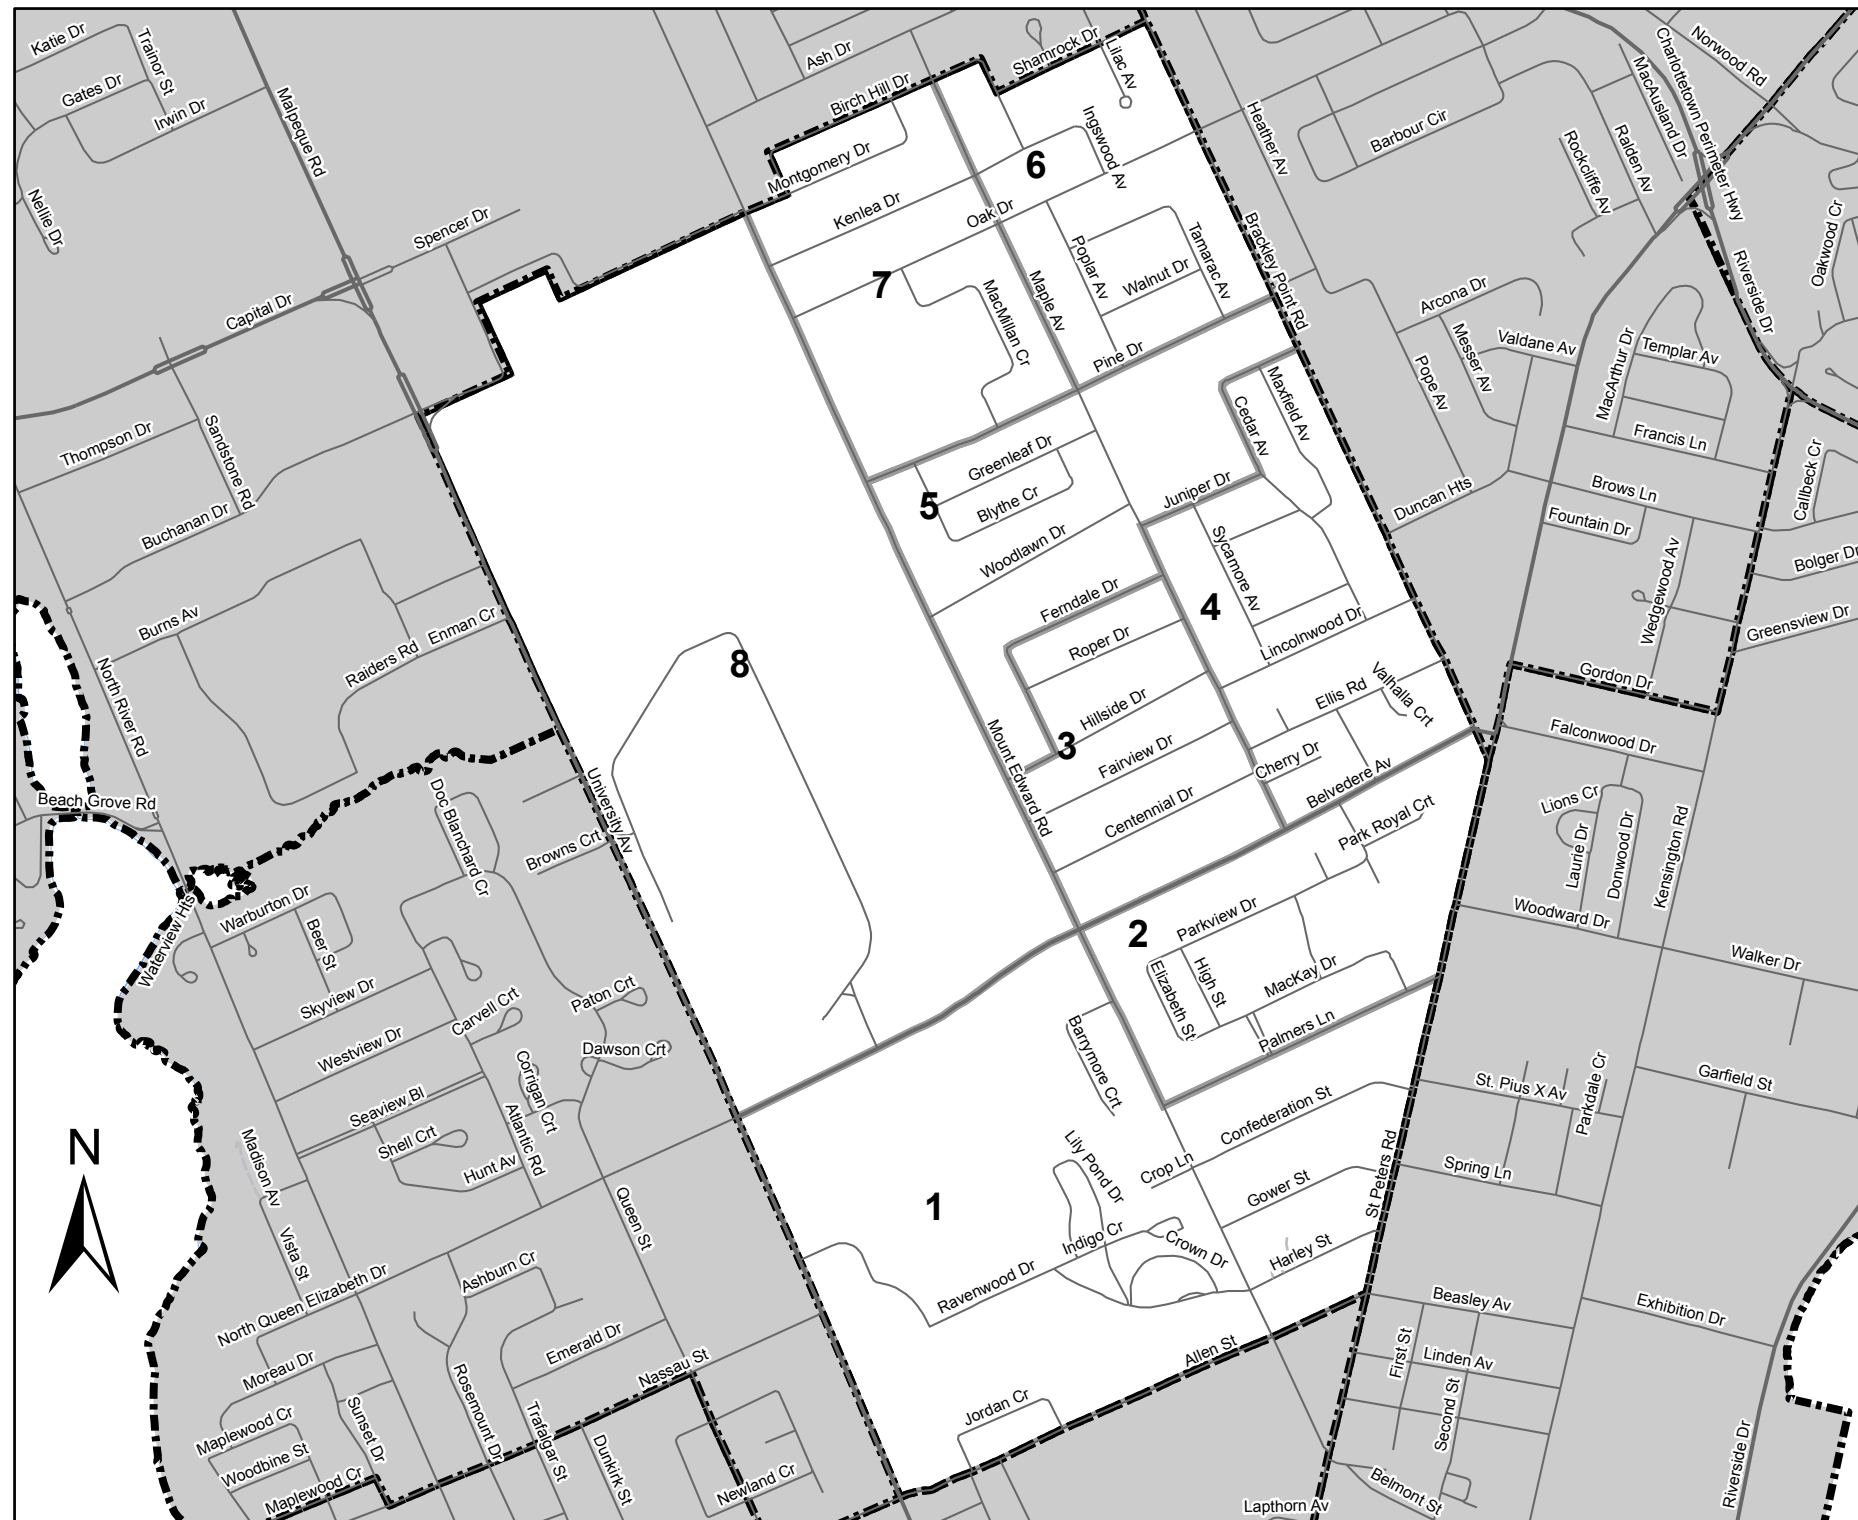 Katie Dr
Trainor St
Gates Dr
Irwin Dr
Malpeque Rd
Nellie Dr
Ash Dr
Birch Hill Dr
Shamrock Dr
Lilac Av
Norwood Rd
Charlottetown Perimeter Hwy
MacAusland Dr
Heather Av
Barbour Cir
Ralden Av
Rockcliffe Av
Montgomery Dr
Ingswood Av
6
Kenlea Dr
Oak Dr
Spencer Dr
Capital Dr
Poplar Av
Tamarac Av
Walnut Dr
Brackley Point Rd
Oakwood Cr
Riverside Dr
7
MacMillan Cr
Maple Av
Pine Dr
Arcona Dr
Messer Av
Valdane Av
MacArthur Dr
Templar Av
Pope Av
Thompson Dr
Sandstone Rd
Buchanan Dr
Maxfield Av
Cedar Av
Francis Ln
Greenleaf Dr
Blythe Cr
5
Juniper Dr
Duncan Hts
Brows Ln
Callbeck Cr
Fountain Dr
Woodlawn Dr
Sycamore Av
Wedgewood Av
Bolger Dr
Ferndale Dr
4
Burns Av
Enman Cr
Raiders Rd
Roper Dr
Lincolnwood Dr
Greensview Dr
8
North River Rd
Gordon Dr
Ellis Rd
Valhalla Crt
Hillside Dr
3
Mount Edward Rd
Fairview Dr
Cherry Dr
Falconwood Dr
Belvedere Av
Centennial Dr
University Av
Beach Grove Rd
Doc Blanchard Cr
Browns Crt
Park Royal Crt
Lions Cr
Laurie Dr
Donwood Dr
Kensington Rd
Warburton Dr
Waterview Hts
Beer St
Parkview Dr
2
Woodward Dr
Walker Dr
High St
Elizabeth St
MacKay Dr
Skyview Dr
Carvell Crt
Paton Crt
Palmers Ln
Westview Dr
Dawson Crt
Barrymore Crt
Corrigan Crt
Seaview Bl
Atlantic Rd
St. Pius X Av
Parkdale Cr
Garfield St
Confederation St
N
Madison Av
Shell Crt
Hunt Av
Lily Pond Dr
Crop Ln
St Peters Rd
Spring Ln
Gower St
1
Queen St
Vista St
Indigo Cr
Crown Dr
Harley St
Ravenwood Dr
North Queen Elizabeth Dr
Ashburn Cr
Beasley Av
Exhibition Dr
Emerald Dr
Allen St
First St
Linden Av
Moreau Dr
Nassau St
Rosemount Dr
Sunset Dr
Trafalgar St
Dunkirk St
Jordan Cr
Second St
Maplewood Cr
Woodbine St
Maplewood Cr
Newland Cr
Belmont St
Lapthorn Av
Riverside Dr